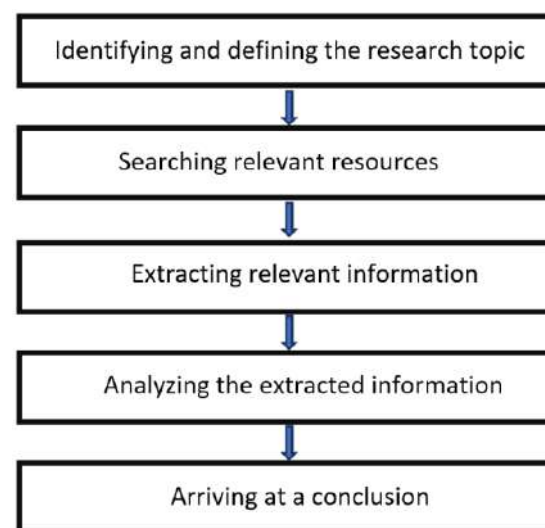 Identifying and defining the research topic
Searching relevant resources
Extracting relevant information
Analyzing the extracted information
Arriving at a conclusion